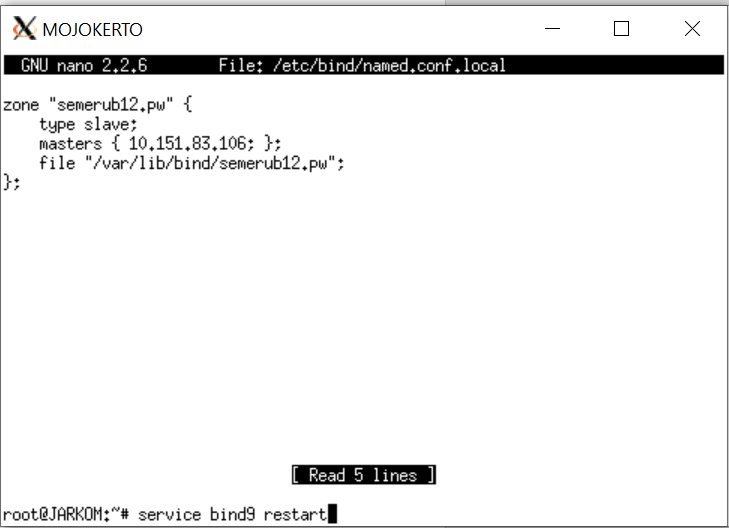 MOJOKERTO
GNU nano 2.2.6 File: /etc/bind/named.conf.local
zone "semerub12.pw" {
type slave;
masters { 10.151.83.106; };
file "/var/lib/bind/semerub12.pw";
};
[ Read 5 lines ]
root@JARKOM:~# service bind9 restart